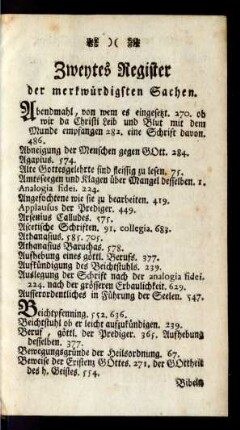 )(
Zweytes Register
der merkwürdigsten Sachen.
Abendmahl, von wem es eingesetzt. 270. ob
wir da Christi Leib und Blut mit dem
Munde empfangen 282. eine Schrift davon.
486.
Abneigung der Menschen gegen GOtt. 284.
Agapius. 574.
Alte Gottesgelehrte sind fleissig zu lesen. 75.
Amtsseegen und Klagen über Mangel desselben. 1.
Analogia fidei. 224.
Angefochtene wie sie zu bearbeiten. 419.
Applausus der Prediger. 449.
Arsenius Calludes. 575.
Ascetische Schriften. 91. collegia. 683.
Athanasius. 585. 705.
Athanasius Baruchas. 578.
Aufhebung eines göttl. Berufs. 377.
Aufkündigung des Beichtstuhls. 239.
Auslegung der Schrift nach der analogia fidei.
224. nach der grösseren Erbaulichkeit. 629.
Ausserordentliches in Führung der Seelen. 547.
Beichtpfenning. 552, 636.
Beichtstuhl ob er leicht aufzukündigen. 239.
Beruf, göttl. der Prediger. 365. Aufhebung
desselben. 377.
Bewegungsgründe der Heilsordnung. 67.
Beweise der Existenz GOttes. 271, der GOttheit
des h. Geistes. 554.
Bibeln